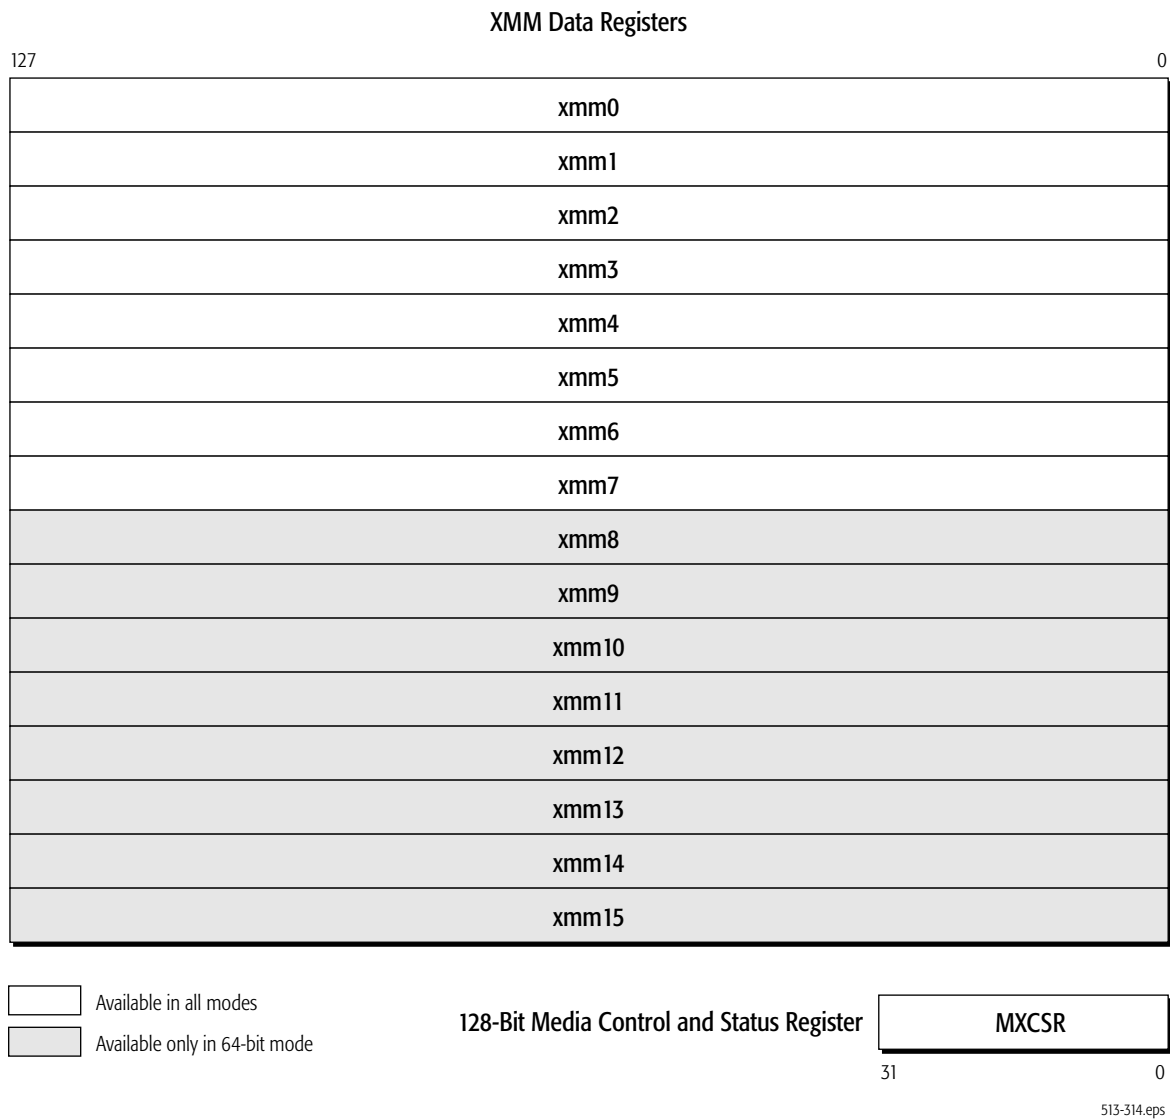 XMM Data Registers
127 0
xmm0
xmm1
xmm2
xmm3
xmm4
xmm5
xmm6
xmm7
xmm8
xmm9
xmm10
xmm11
xmm12
xmm13
xmm14
xmm15
Available in all modes
Available only in 64-bit mode
128-Bit Media Control and Status Register MXCSR
31 0
513-314.eps